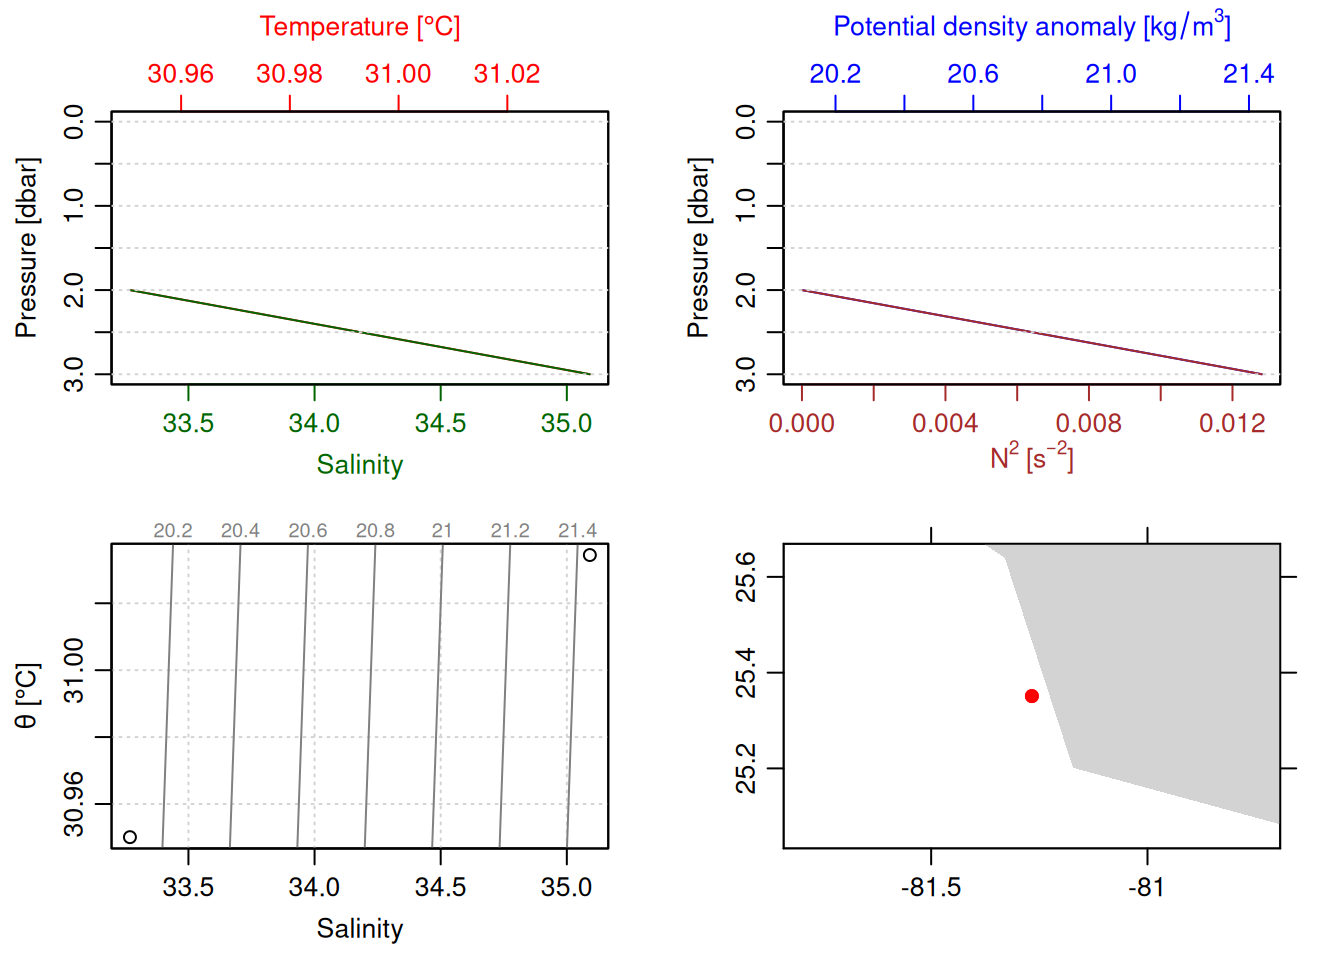 Temperature [°C]
30.96 30.98 31.00 31.02
Pressure [dbar]
0.0 1.0 2.0 3.0
33.5 34.0 34.5 35.0
Salinity
Potential density anomaly [kg/m³]
20.2 20.6 21.0 21.4
Pressure [dbar]
0.0 1.0 2.0 3.0
0.000 0.004 0.008 0.012
N² [s⁻²]
20.2 20.4 20.6 20.8 21 21.2 21.4
θ [°C]
31.00
30.96
33.5 34.0 34.5 35.0
Salinity
25.6
25.4
25.2
-81.5 -81